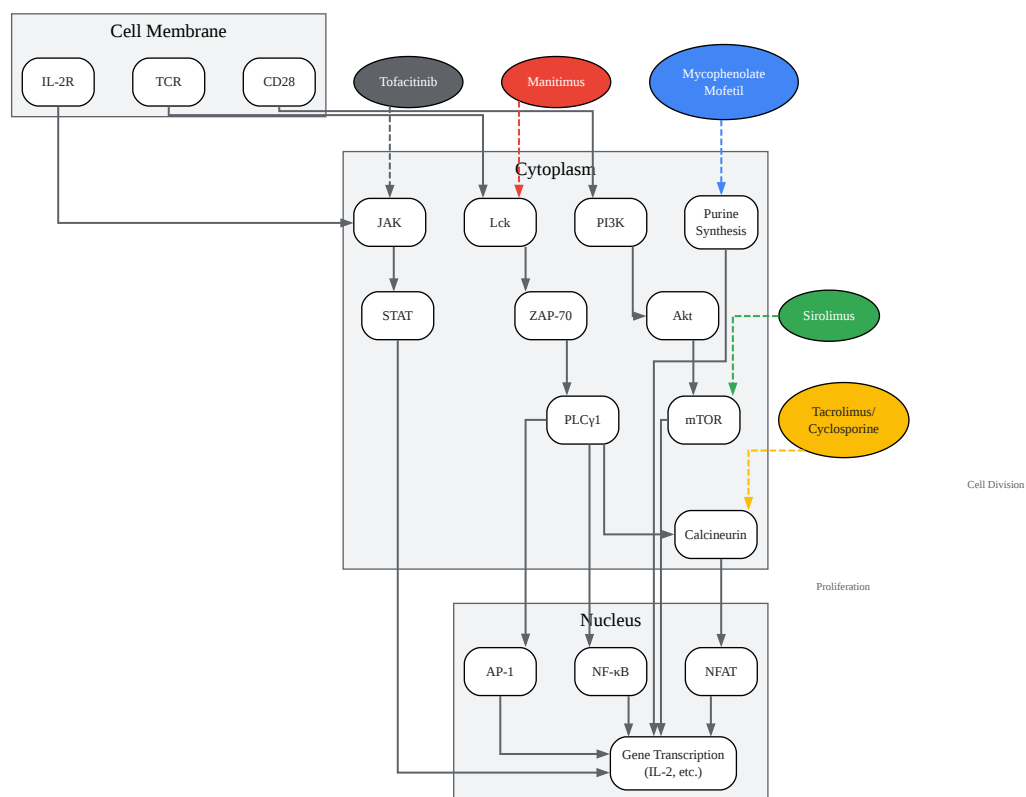 Cell Membrane
IL-2R
TCR
CD28
Tofacitinib
Manitimus
Mycophenolate
Mofetil
Cytoplasm
JAK
Lck
PI3K
Purine
Synthesis
STAT
ZAP-70
Akt
Sirolimus
PLCγ1
mTOR
Tacrolimus/
Cyclosporine
Cell Division
Calcineurin
Proliferation
Nucleus
AP-1
NF-κB
NFAT
Gene Transcription
(IL-2, etc.)